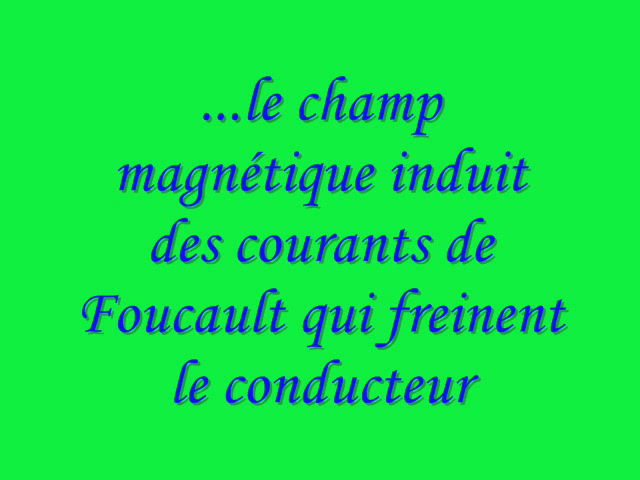 ...le champ
magnétique induit
des courants de
Foucault qui freinent
le conducteur